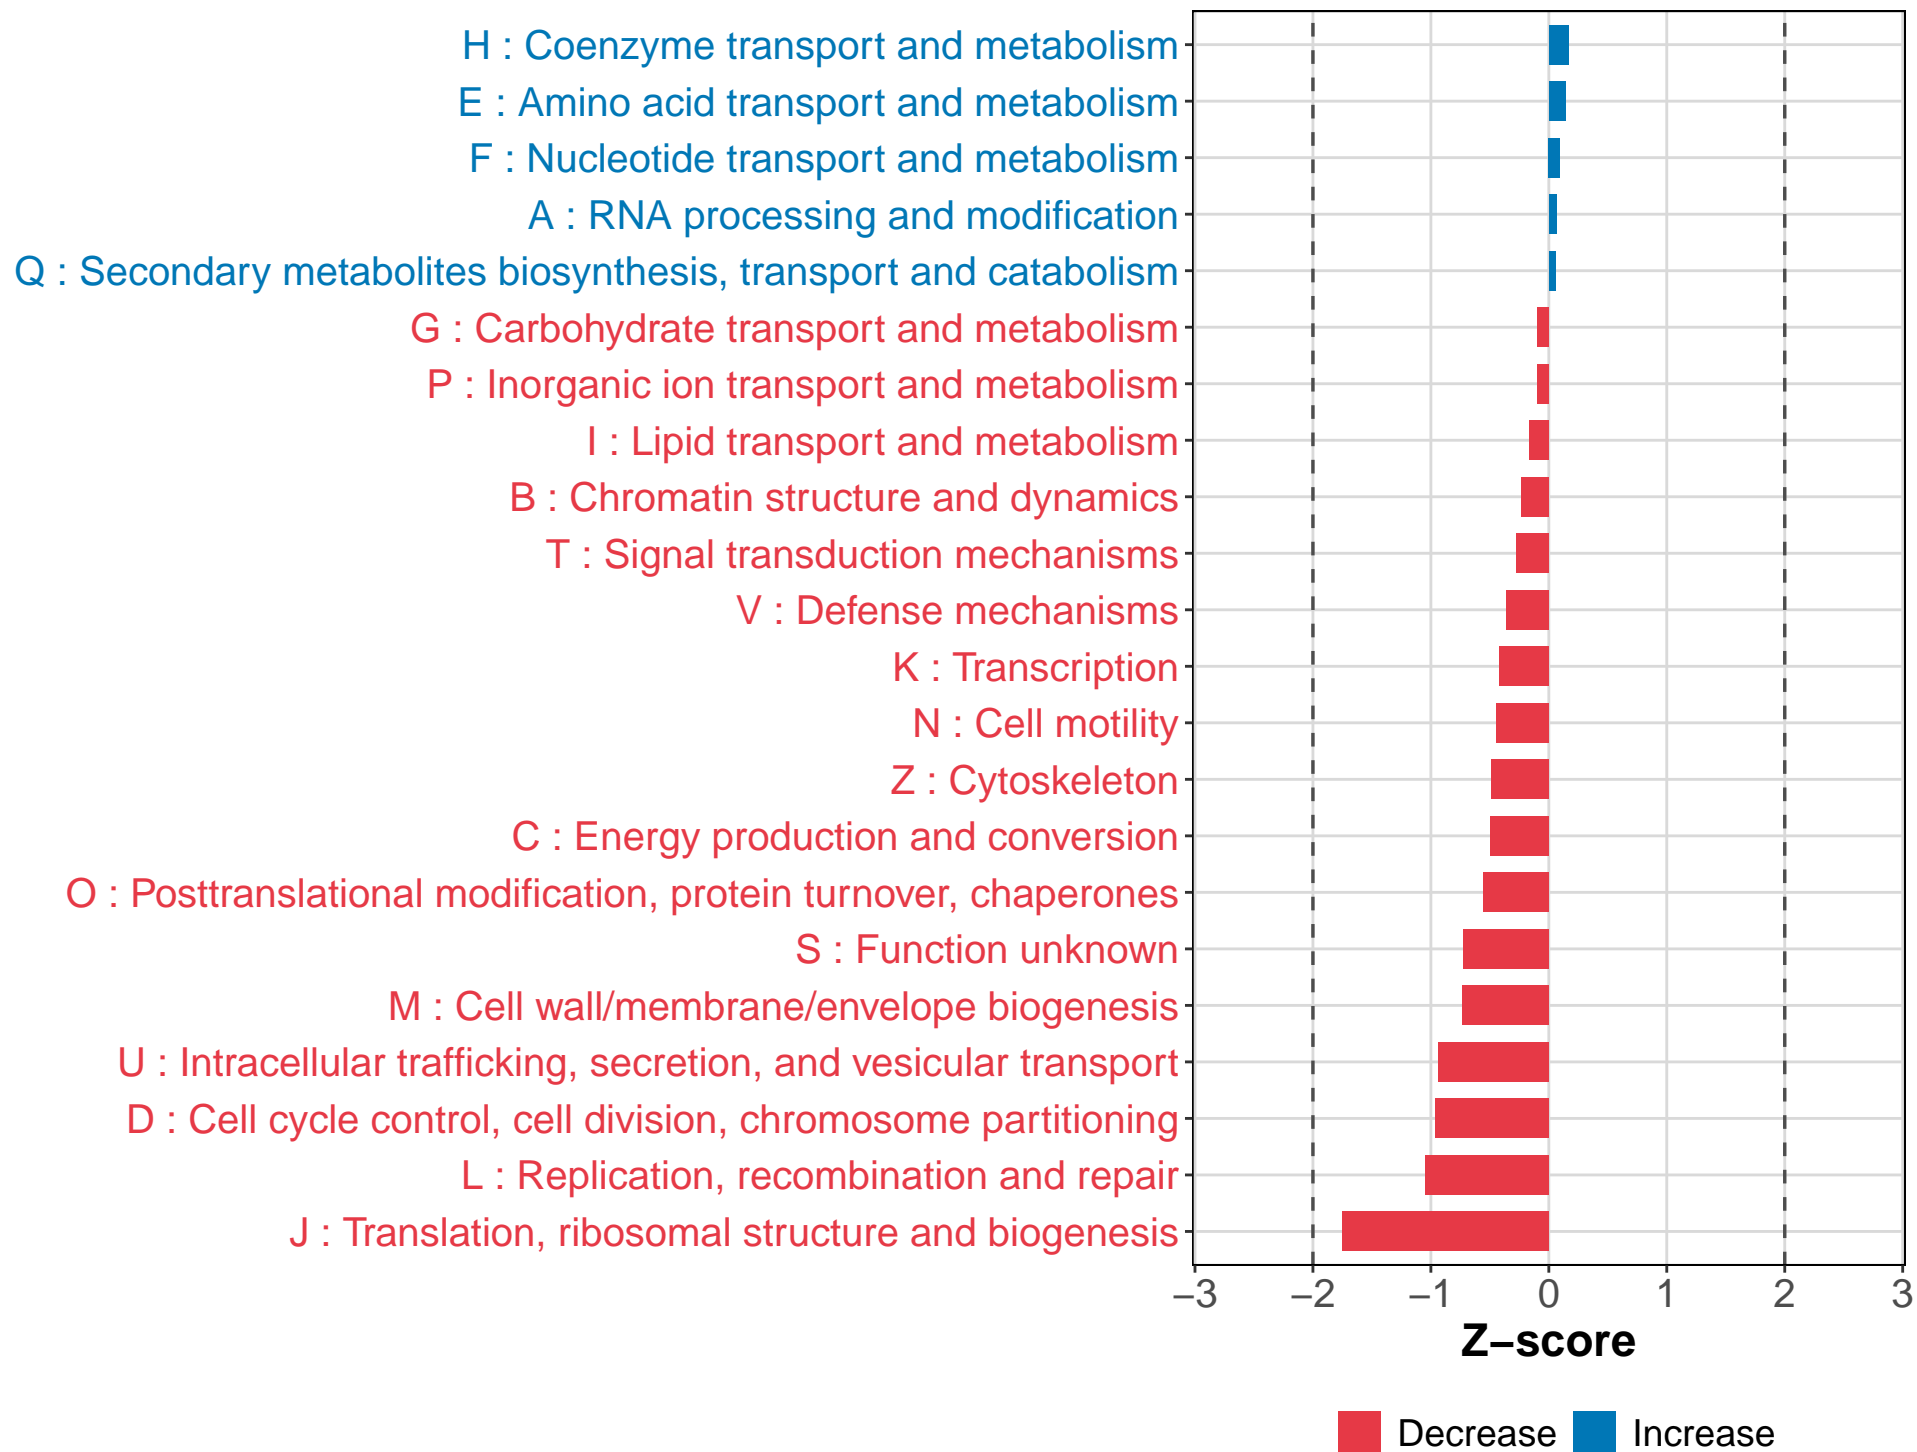 H : Coenzyme transport and metabolism
E : Amino acid transport and metabolism
F : Nucleotide transport and metabolism
A : RNA processing and modification
Q : Secondary metabolites biosynthesis, transport and catabolism
G : Carbohydrate transport and metabolism
P : Inorganic ion transport and metabolism
I : Lipid transport and metabolism
B : Chromatin structure and dynamics
T : Signal transduction mechanisms
V : Defense mechanisms
K : Transcription
N : Cell motility
Z : Cytoskeleton
C : Energy production and conversion
O : Posttranslational modification, protein turnover, chaperones
S : Function unknown
M : Cell wall/membrane/envelope biogenesis
U : Intracellular trafficking, secretion, and vesicular transport
D : Cell cycle control, cell division, chromosome partitioning
L : Replication, recombination and repair
J : Translation, ribosomal structure and biogenesis
−3 −2 −1 0 1 2 3
Z−score
Decrease Increase